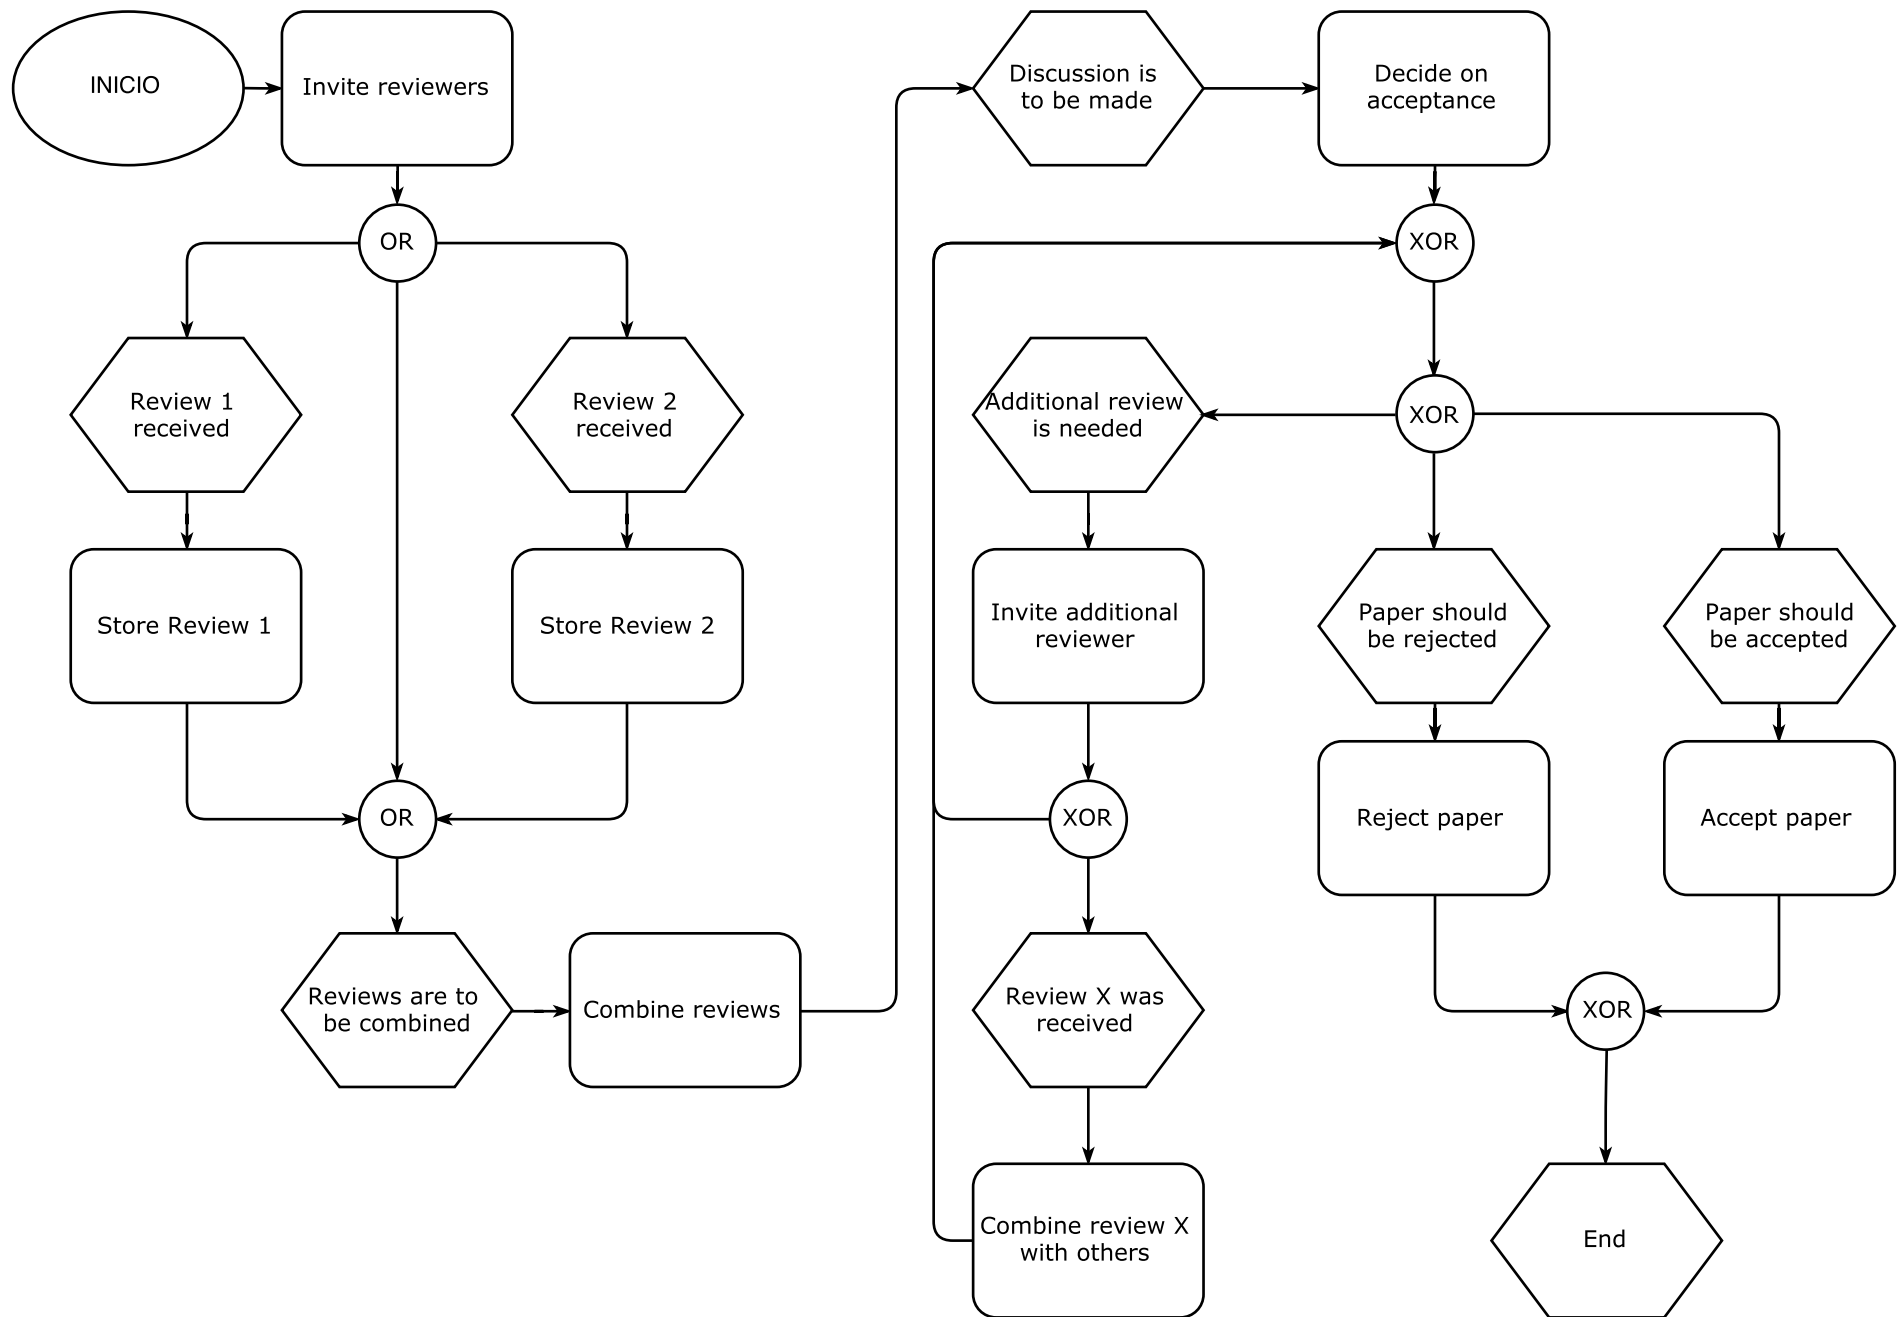 INICIO
Invite reviewers
OR
Review 1
received
Review 2
received
Store Review 1
Store Review 2
OR
Reviews are to
be combined
Combine reviews
Discussion is
to be made
Decide on
acceptance
XOR
XOR
Additional review
is needed
Invite additional
reviewer
Paper should
be rejected
Paper should
be accepted
XOR
Reject paper
Accept paper
Review X was
received
XOR
Combine review X
with others
End